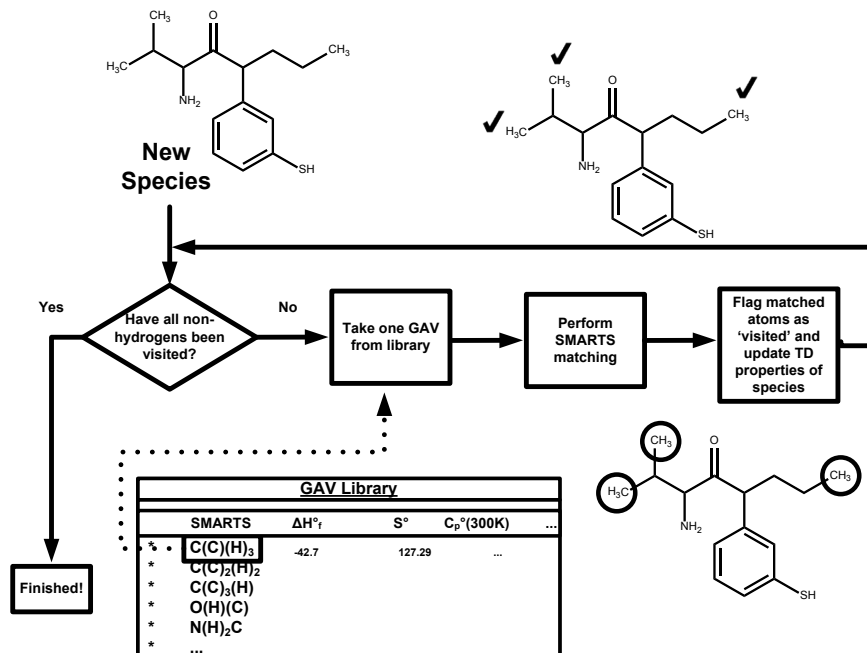 CH₃
H₃C
O
CH₃
NH₂
SH
New
Species
CH₃
H₃C
O
CH₃
NH₂
SH
Yes
Have all non-
hydrogens been
visited?
No
Take one GAV
from library
Perform
SMARTS
matching
Flag matched
atoms as
‘visited’ and
update TD
properties of
species
GAV Library
SMARTS ΔH°f S° Cp°(300K) ...
* C(C)(H)₃ -42.7 127.29 ...
* C(C)₂(H)₂
* C(C)₃(H)
* O(H)(C)
* N(H)₂C
* ...
Finished!
CH₃
H₃C
O
CH₃
NH₂
SH